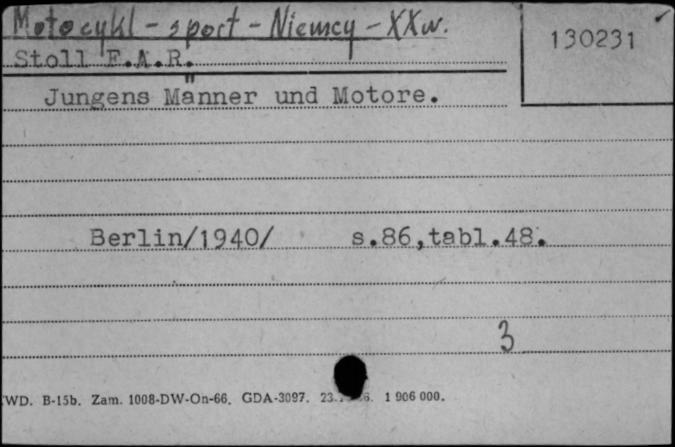 Motocykl - sport - Niemcy - XXw.
130231
Stoll F.A.R.
Jungens Männer und Motore.
Berlin/1940/ s.86,tabl.48.
3
WD. B-15b. Zam. 1008-DW-On-66. GDA-3097. 1 906 000.